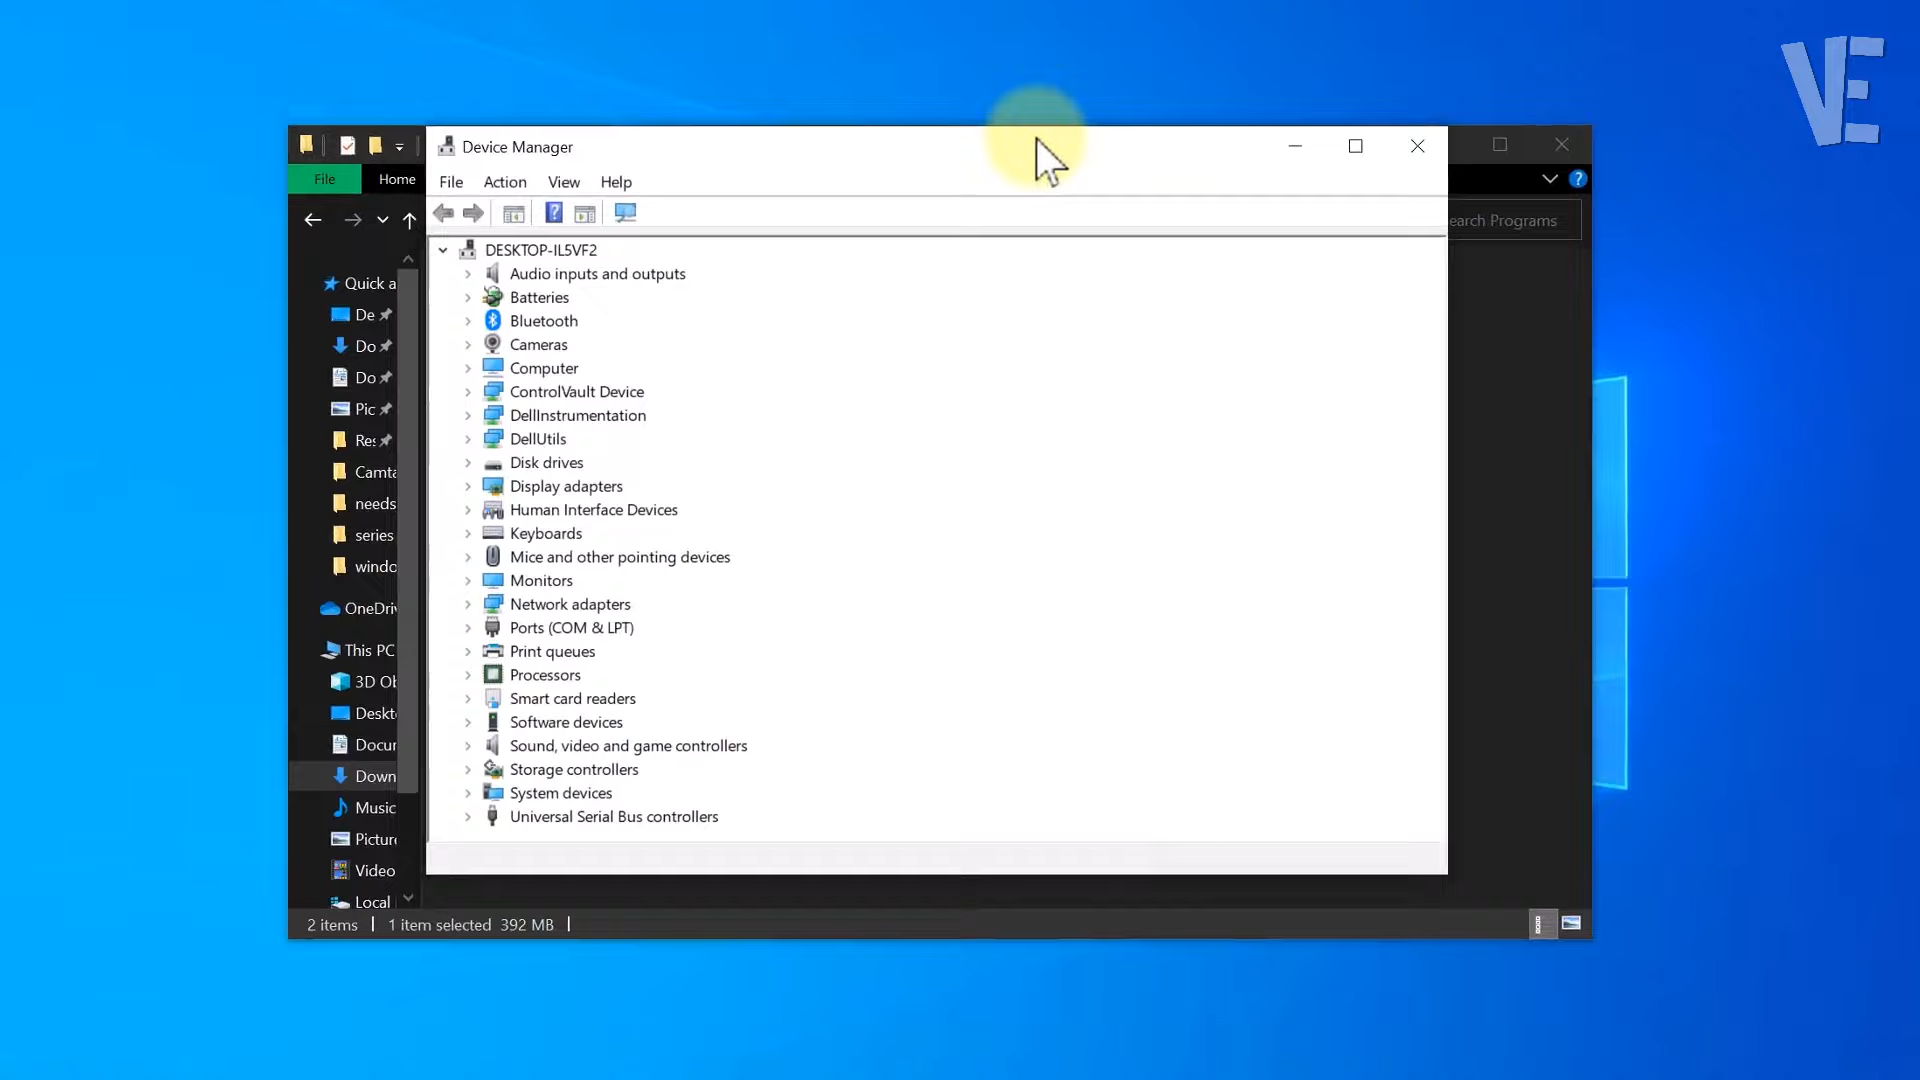 VE
Device Manager
File
Home
File Action View Help
earch Programs
DESKTOP-IL5VF2
Audio inputs and outputs
Batteries
Bluetooth
Cameras
Computer
ControlVault Device
DellInstrumentation
DellUtils
Disk drives
Display adapters
Human Interface Devices
Keyboards
Mice and other pointing devices
Monitors
Network adapters
Ports (COM & LPT)
Print queues
Processors
Smart card readers
Software devices
Sound, video and game controllers
Storage controllers
System devices
Universal Serial Bus controllers
Quick a
De
Do
Do
Pic
Res
Camta
needs
series
windo
OneDriv
This PC
3D Ob
Deskt
Docur
Down
Music
Pictur
Video
Local
2 items
1 item selected 392 MB